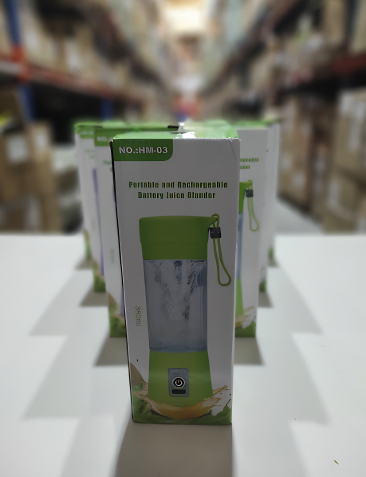 NO.:HM-03
Portable and Rechargeable
Battery Juice Blender